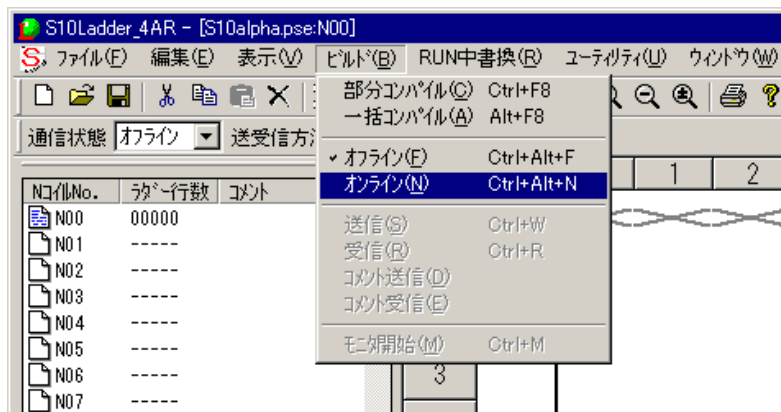 S10Ladder_4AR - [S10alpha.pse:N00]
ファイル(F) 編集(E) 表示(V) ビルド(B) RUN中書換(R) ユーティリティ(U) ウィンドウ(W)
通信状態 オフライン 送受信方
部分コンパイル(C) Ctrl+F8
一括コンパイル(A) Alt+F8
オフライン(F) Ctrl+Alt+F
オンライン(N) Ctrl+Alt+N
送信(S) Ctrl+W
受信(R) Ctrl+R
コメント送信(D)
コメント受信(E)
モニタ開始(M) Ctrl+M
1 2
NコイルNo. ラダー行数 コメント
N00 00000
N01 -----
N02 -----
N03 -----
N04 -----
N05 -----
N06 -----
N07 -----
3